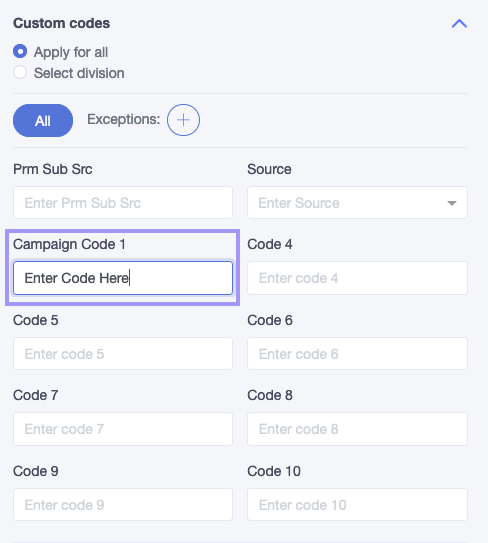 Custom codes
Apply for all
Select division
All Exceptions:
Prm Sub Src Source
Enter Prm Sub Src Enter Source
Campaign Code 1 Code 4
Enter Code Here Enter code 4
Code 5 Code 6
Enter code 5 Enter code 6
Code 7 Code 8
Enter code 7 Enter code 8
Code 9 Code 10
Enter code 9 Enter code 10